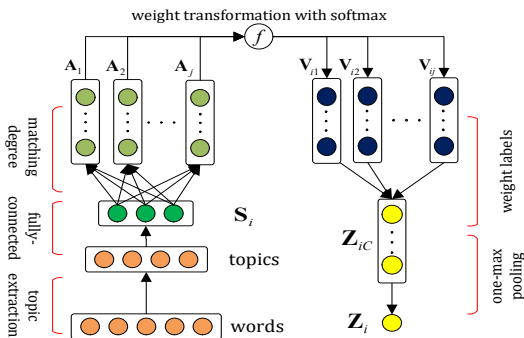 weight transformation with softmax
f
A1 A2 Aj
Vi1 Vi2 Vij
matching
degree
fully-
connected
topic
extraction
Si
topics
words
weight labels
ZiC
one-max
pooling
Zi